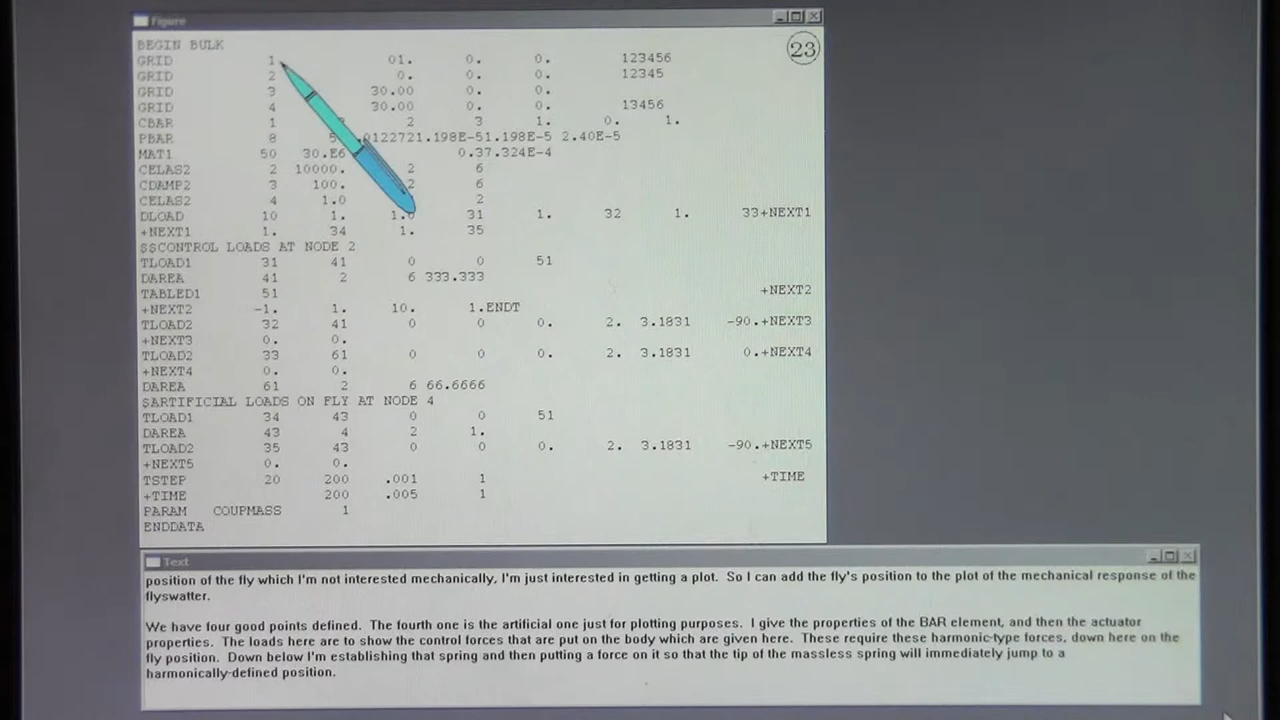 Figure
23
BEGIN BULK
GRID 1 01. 0. 0. 123456
GRID 2 0. 0. 0. 12345
GRID 3 30.00 0. 0.
GRID 4 30.00 0. 0. 13456
CBAR 1 2 3 1. 0. 1.
PBAR 8 .0122721.198E-51.198E-5 2.40E-5
MAT1 50 30.E6 0.37.324E-4
CELAS2 2 10000. 2 6
CDAMP2 3 100. 2 6
CELAS2 4 1.0 2
DLOAD 10 1. 1.0 31 1. 32 1. 33+NEXT1
+NEXT1 1. 34 1. 35
$$CONTROL LOADS AT NODE 2
TLOAD1 31 41 0 0 51
DAREA 41 2 6 333.333
TABLED1 51 +NEXT2
+NEXT2 -1. 1. 10. 1.ENDT
TLOAD2 32 41 0 0 0. 2. 3.1831 -90.+NEXT3
+NEXT3 0. 0.
TLOAD2 33 61 0 0 0. 2. 3.1831 0.+NEXT4
+NEXT4 0. 0.
DAREA 61 2 6 66.6666
$ARTIFICIAL LOADS ON FLY AT NODE 4
TLOAD1 34 43 0 0 51
DAREA 43 4 2 1.
TLOAD2 35 43 0 0 0. 2. 3.1831 -90.+NEXT5
+NEXT5 0. 0.
TSTEP 20 200 .001 1 +TIME
+TIME 200 .005 1
PARAM COUPMASS 1
ENDDATA
Text
position of the fly which I'm not interested mechanically, I'm just interested in getting a plot. So I can add the fly's position to the plot of the mechanical response of the
flyswatter.
We have four good points defined. The fourth one is the artificial one just for plotting purposes. I give the properties of the BAR element, and then the actuator
properties. The loads here are to show the control forces that are put on the body which are given here. These require these harmonic-type forces, down here on the
fly position. Down below I'm establishing that spring and then putting a force on it so that the tip of the massless spring will immediately jump to a
harmonically-defined position.